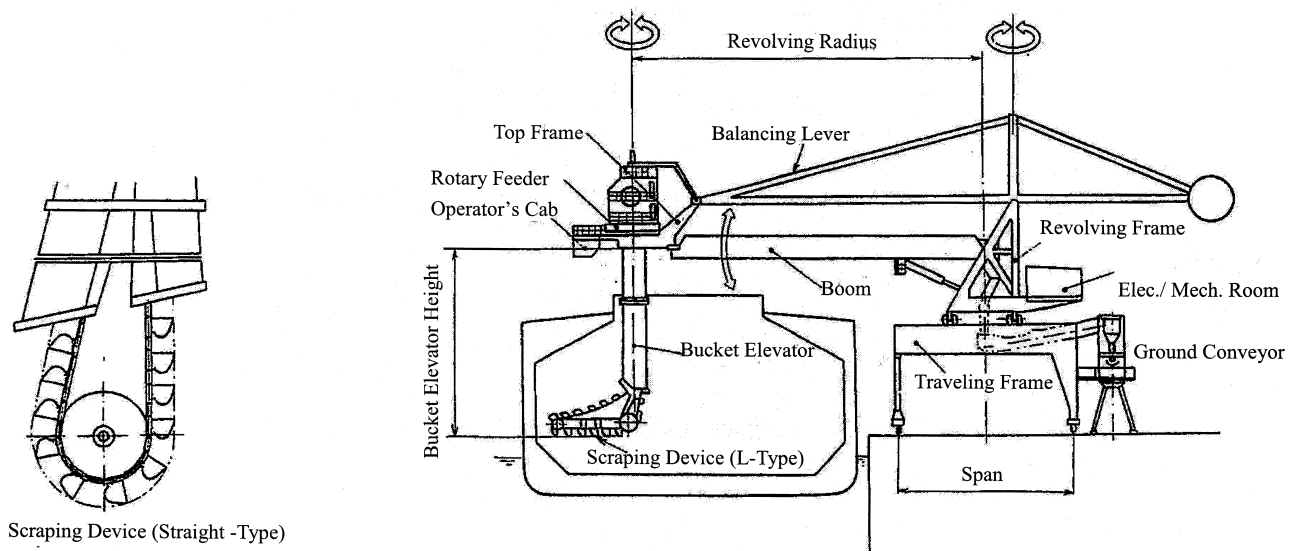 Revolving Radius
Top Frame
Balancing Lever
Rotary Feeder
Operator's Cab
Revolving Frame
Boom
Elec./ Mech. Room
Bucket Elevator Height
Bucket Elevator
Ground Conveyor
Traveling Frame
Scraping Device (L-Type)
Span
Scraping Device (Straight -Type)